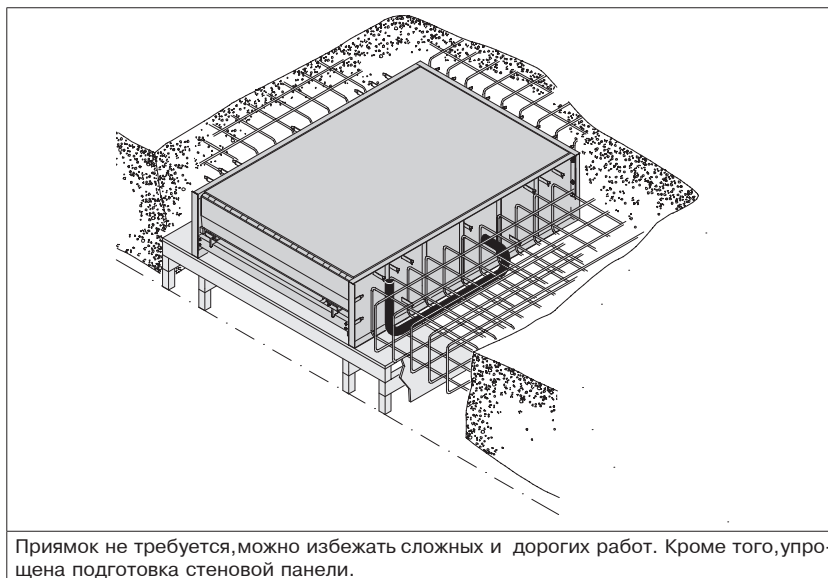 Приямок не требуется,можно избежать сложных и дорогих работ. Кроме того,упро-
щена подготовка стеновой панели.